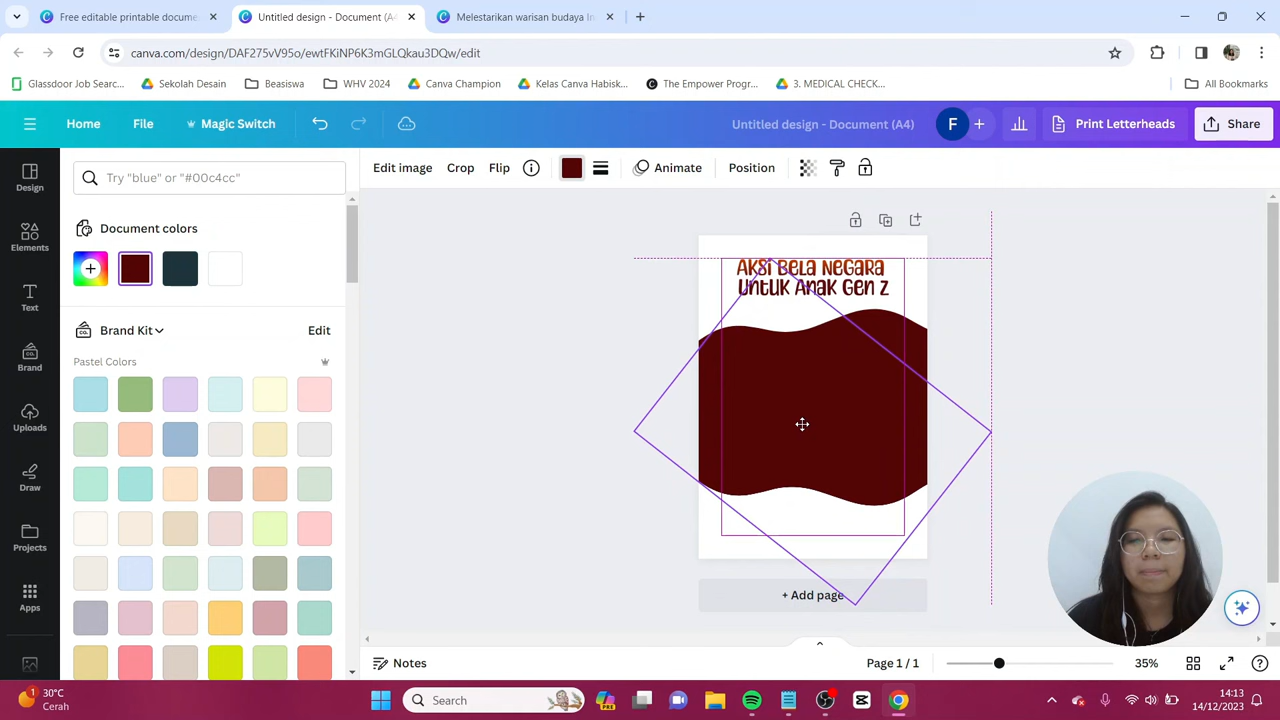 Free editable printable docume
Untitled design - Document (A4
Melestarikan warisan budaya In
canva.com/design/DAF275vV95o/ewtFKiNP6K3mGLQkau3DQw/edit
Glassdoor Job Searc...
Sekolah Desain
Beasiswa
WHV 2024
Canva Champion
Kelas Canva Habisk...
The Empower Progr...
3. MEDICAL CHECK...
All Bookmarks
Home
File
Magic Switch
Untitled design - Document (A4)
F
Print Letterheads
Share
Design
Elements
Text
Brand
Uploads
Draw
Projects
Apps
Try "blue" or "#00c4cc"
Document colors
Brand Kit
Edit
Pastel Colors
Edit image
Crop
Flip
Animate
Position
Aksi Bela Negara
Untuk Anak Gen Z
+ Add page
Notes
Page 1 / 1
35%
1
30°C
Cerah
Search
PRE
14:13
14/12/2023